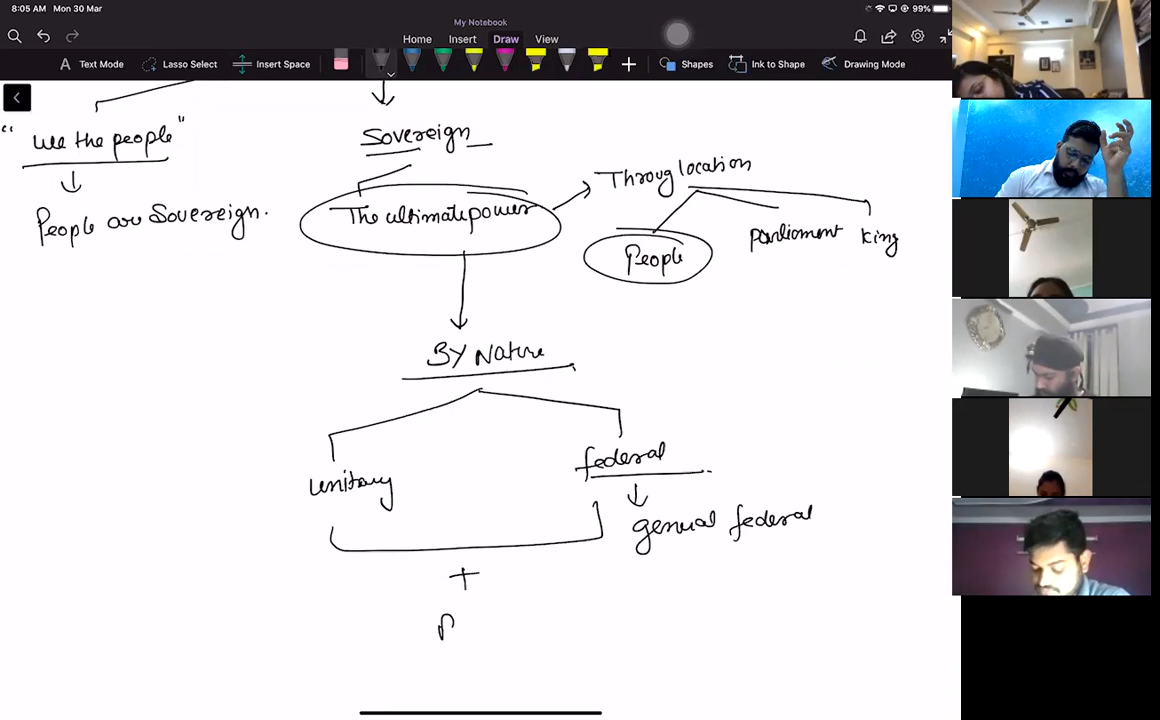 8:05 AM Mon 30 Mar
99%
My Notebook
Home Insert Draw View
Text Mode Lasso Select Insert Space Shapes Ink to Shape Drawing Mode
"We the people"
People are Sovereign.
Sovereign
The ultimate power
Throug location
People
parliament
King
By Nature
unitary
federal
general federal
+